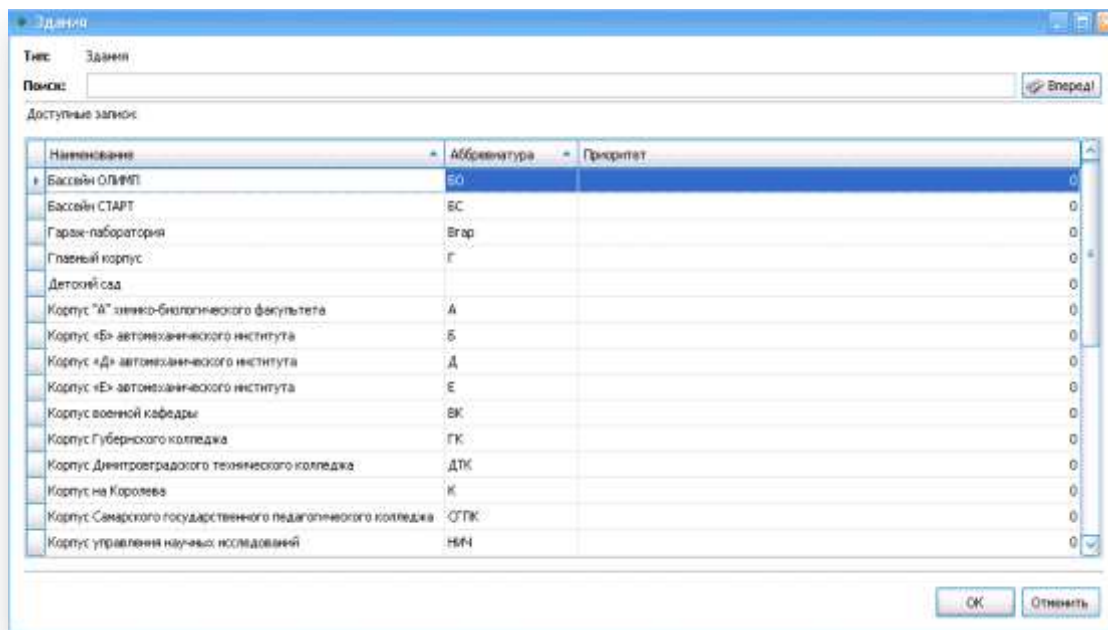 Здания
Тип: Здания
Поиск: Вперед!
Доступные записи:
Наименование Аббревиатура Приоритет
Бассейн ОЛИМП БО 0
Бассейн СТАРТ БС 0
Гараж-лаборатория Вгар 0
Главный корпус Г 0
Детский сад 0
Корпус "А" химико-биологического факультета А 0
Корпус «Б» автомеханического института Б 0
Корпус «Д» автомеханического института Д 0
Корпус «Е» автомеханического института Е 0
Корпус военной кафедры ВК 0
Корпус Губернского колледжа ГК 0
Корпус Димитровградского технического колледжа ДТК 0
Корпус на Королева К 0
Корпус Самарского государственного педагогического колледжа СГПК 0
Корпус управления научных исследований НИЧ 0
ОК Отменить